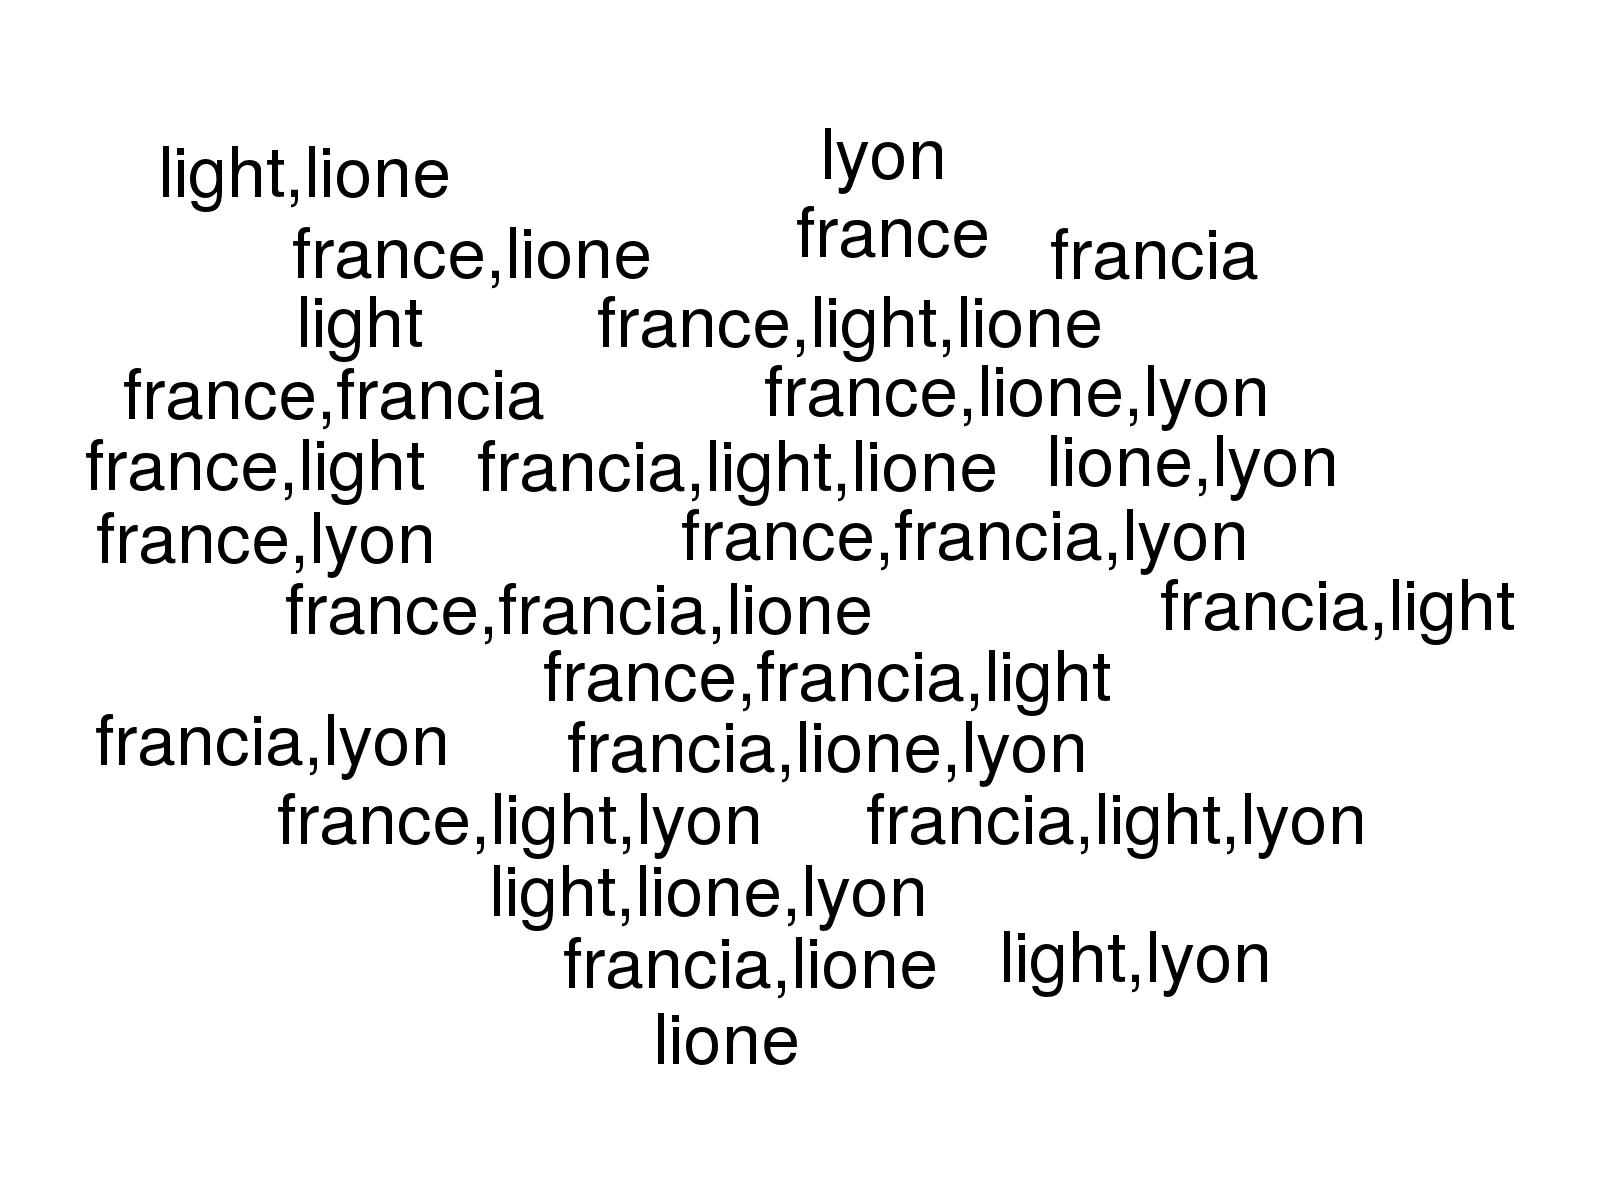 light,lione
lyon
france,lione
france
francia
light
france,light,lione
france,francia
france,lione,lyon
france,light
francia,light,lione
lione,lyon
france,lyon
france,francia,lyon
france,francia,lione
francia,light
france,francia,light
francia,lyon
francia,lione,lyon
france,light,lyon
francia,light,lyon
light,lione,lyon
francia,lione
light,lyon
lione